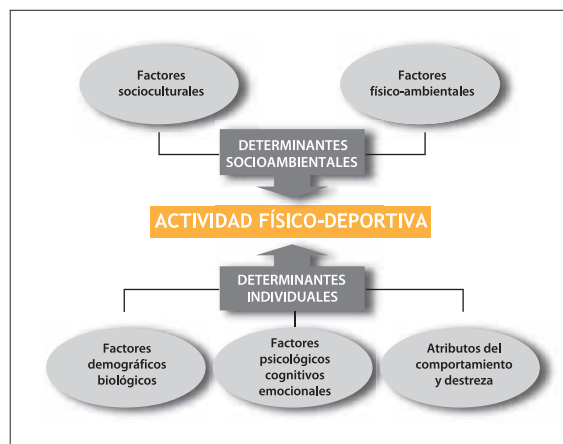 Factores
socioculturales
Factores
físico-ambientales
DETERMINANTES
SOCIOAMBIENTALES
ACTIVIDAD FÍSICO-DEPORTIVA
DETERMINANTES
INDIVIDUALES
Factores
demográficos
biológicos
Factores
psicológicos
cognitivos
emocionales
Atributos del
comportamiento
y destreza